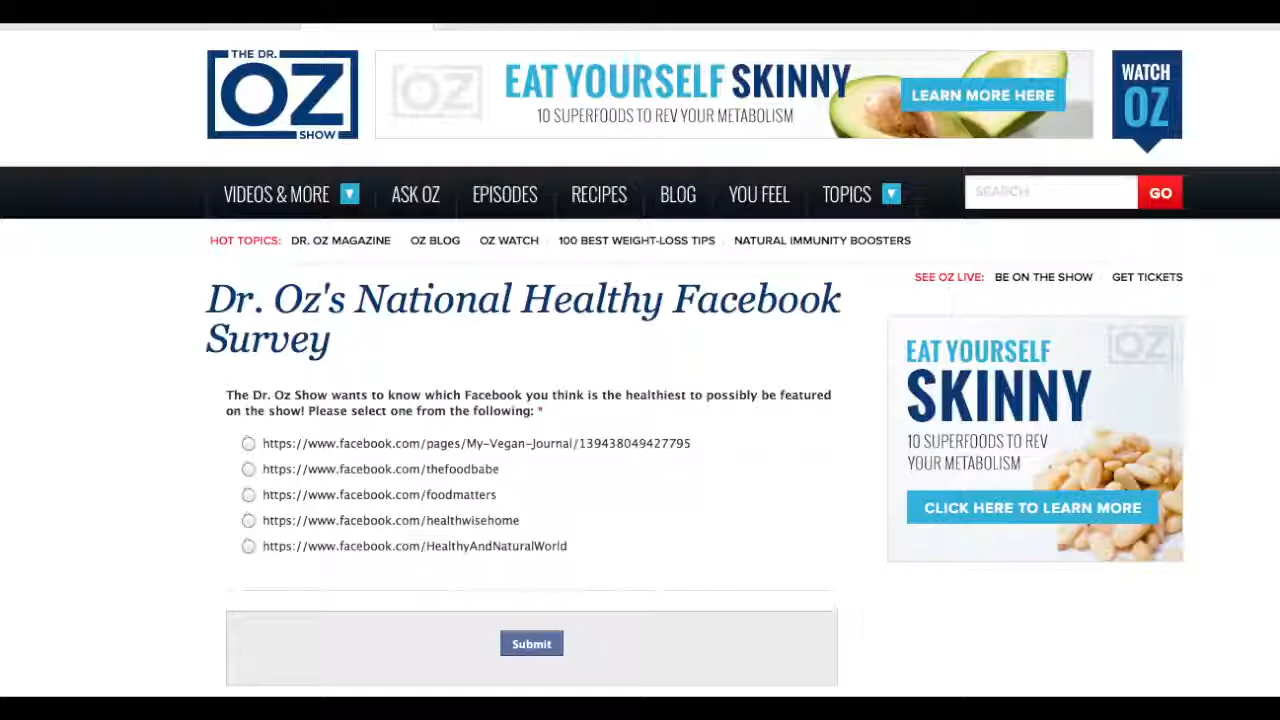 THE DR.
OZ
SHOW
OZ
EAT YOURSELF SKINNY
10 SUPERFOODS TO REV YOUR METABOLISM
LEARN MORE HERE
WATCH
OZ
VIDEOS & MORE
ASK OZ
EPISODES
RECIPES
BLOG
YOU FEEL
TOPICS
SEARCH
GO
HOT TOPICS: DR. OZ MAGAZINE OZ BLOG OZ WATCH 100 BEST WEIGHT-LOSS TIPS NATURAL IMMUNITY BOOSTERS
SEE OZ LIVE: BE ON THE SHOW GET TICKETS
Dr. Oz's National Healthy Facebook
Survey
The Dr. Oz Show wants to know which Facebook you think is the healthiest to possibly be featured
on the show! Please select one from the following: *
https://www.facebook.com/pages/My-Vegan-Journal/139438049427795
https://www.facebook.com/thefoodbabe
https://www.facebook.com/foodmatters
https://www.facebook.com/healthwisehome
https://www.facebook.com/HealthyAndNaturalWorld
Submit
OZ
EAT YOURSELF
SKINNY
10 SUPERFOODS TO REV
YOUR METABOLISM
CLICK HERE TO LEARN MORE